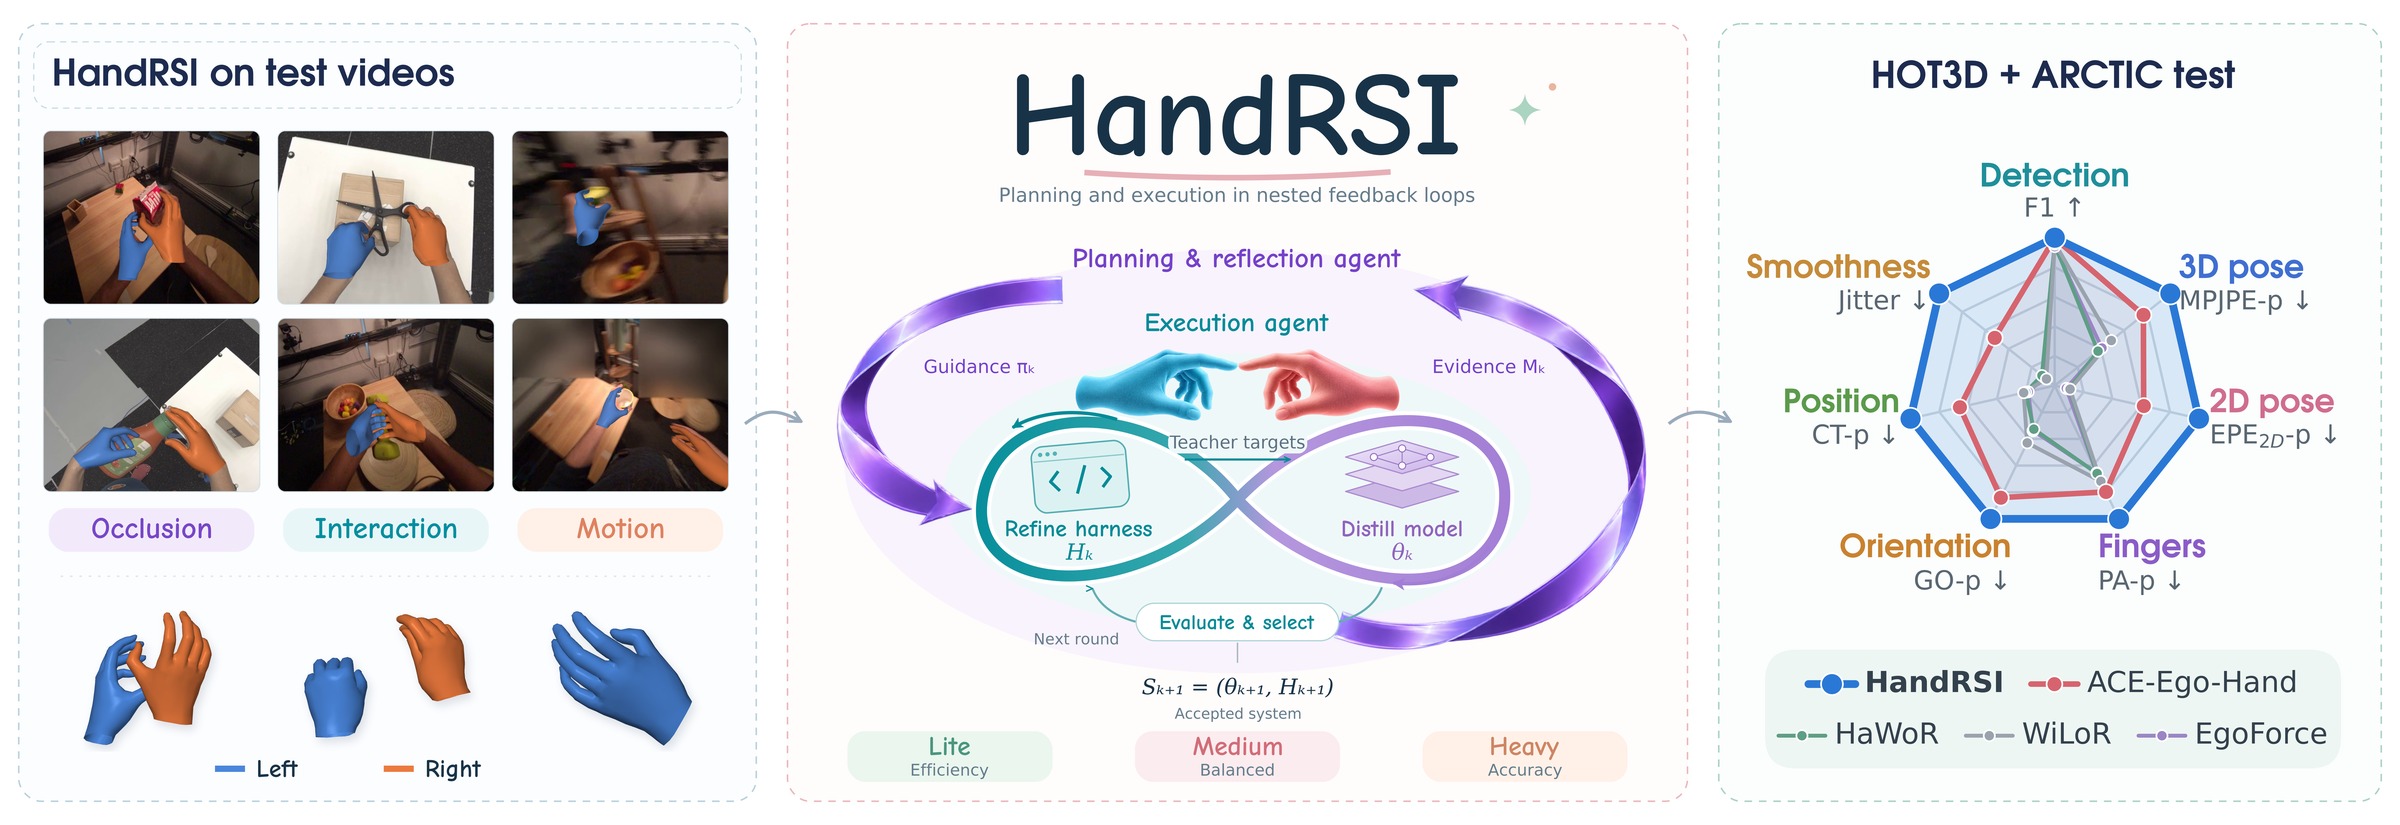 HandRSI on test videos
Occlusion
Interaction
Motion
Left
Right
HandRSI
Planning and execution in nested feedback loops
Planning & reflection agent
Execution agent
Guidance πₖ
Evidence Mₖ
Teacher targets
</>
Refine harness
Hₖ
Distill model
θₖ
Evaluate & select
Next round
Sₖ₊₁ = (θₖ₊₁, Hₖ₊₁)
Accepted system
Lite
Efficiency
Medium
Balanced
Heavy
Accuracy
HOT3D + ARCTIC test
Detection
F1 ↑
Smoothness
Jitter ↓
3D pose
MPJPE-p ↓
Position
CT-p ↓
2D pose
EPE₂D-p ↓
Orientation
GO-p ↓
Fingers
PA-p ↓
HandRSI
ACE-Ego-Hand
HaWoR
WiLoR
EgoForce